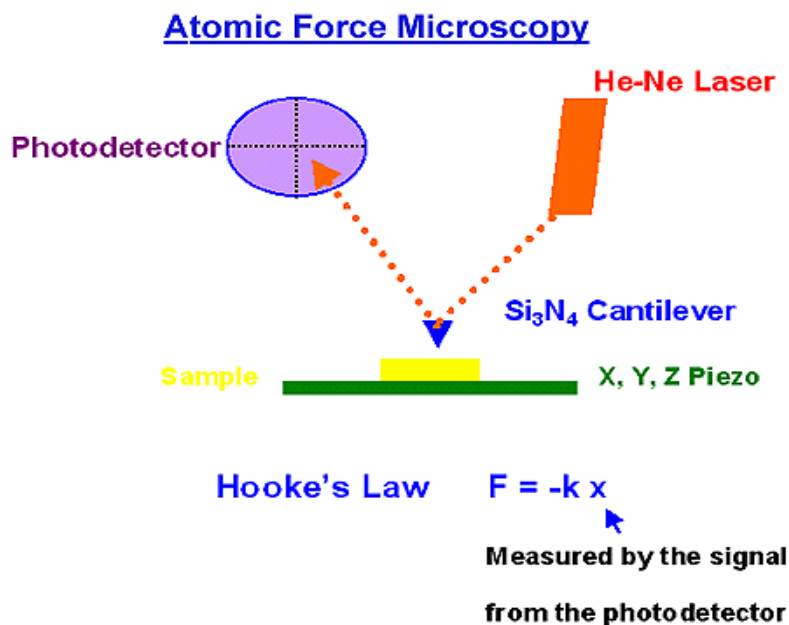 Atomic Force Microscopy
He-Ne Laser
Photodetector
Si₃N₄ Cantilever
Sample
X, Y, Z Piezo
Hooke’s Law F = -k x
Measured by the signal
from the photodetector